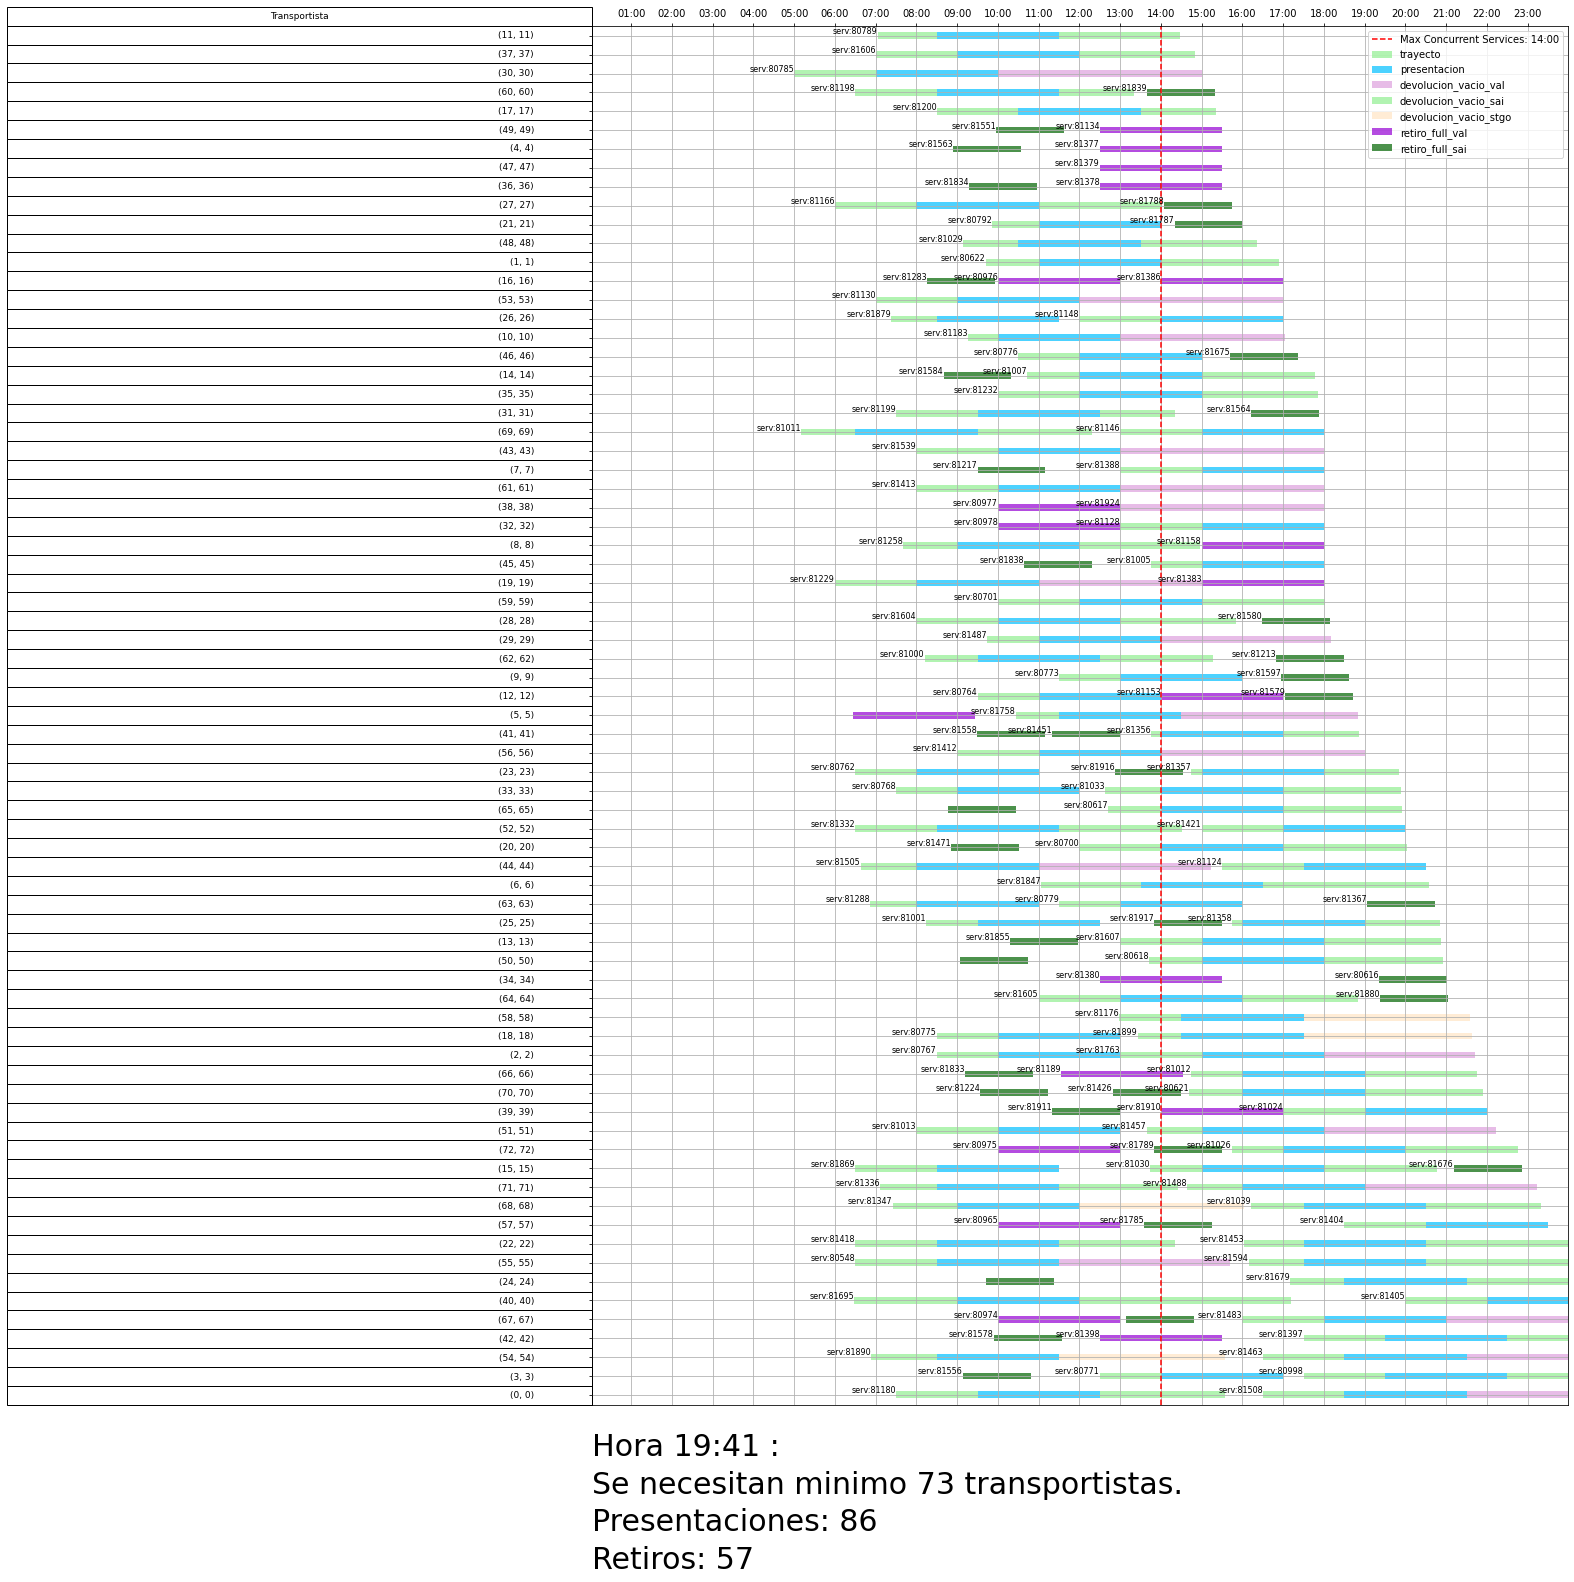 Transportista
01:00 02:00 03:00 04:00 05:00 06:00 07:00 08:00 09:00 10:00 11:00 12:00 13:00 14:00 15:00 16:00 17:00 18:00 19:00 20:00 21:00 22:00 23:00
Max Concurrent Services: 14:00
trayecto
presentacion
devolucion_vacio_val
devolucion_vacio_sai
devolucion_vacio_stgo
retiro_full_val
retiro_full_sai
(11, 11) serv:80789
(37, 37) serv:81606
(30, 30) serv:80785
(60, 60) serv:81198 serv:81839
(17, 17) serv:81200
(49, 49) serv:81551 serv:81134
(4, 4) serv:81563 serv:81377
(47, 47) serv:81379
(36, 36) serv:81834 serv:81378
(27, 27) serv:81166 serv:81788
(21, 21) serv:80792 serv:81787
(48, 48) serv:81029
(1, 1) serv:80622
(16, 16) serv:81283 serv:80976 serv:81386
(53, 53) serv:81130
(26, 26) serv:81879 serv:81148
(10, 10) serv:81183
(46, 46) serv:80776 serv:81675
(14, 14) serv:81584 serv:81007
(35, 35) serv:81232
(31, 31) serv:81199 serv:81564
(69, 69) serv:81011 serv:81146
(43, 43) serv:81539
(7, 7) serv:81217 serv:81388
(61, 61) serv:81413
(38, 38) serv:80977 serv:81924
(32, 32) serv:80978 serv:81128
(8, 8) serv:81258 serv:81158
(45, 45) serv:81838 serv:81005
(19, 19) serv:81229 serv:81383
(59, 59) serv:80701
(28, 28) serv:81604 serv:81580
(29, 29) serv:81487
(62, 62) serv:81000 serv:81213
(9, 9) serv:80773 serv:81597
(12, 12) serv:80764 serv:81153 serv:81579
(5, 5) serv:81758
(41, 41) serv:81558 serv:81451 serv:81356
(56, 56) serv:81412
(23, 23) serv:80762 serv:81916 serv:81357
(33, 33) serv:80768 serv:81033
(65, 65) serv:80617
(52, 52) serv:81332 serv:81421
(20, 20) serv:81471 serv:80700
(44, 44) serv:81505 serv:81124
(6, 6) serv:81847
(63, 63) serv:81288 serv:80779 serv:81367
(25, 25) serv:81001 serv:81917 serv:81358
(13, 13) serv:81855 serv:81607
(50, 50) serv:80618
(34, 34) serv:81380 serv:80616
(64, 64) serv:81605 serv:81880
(58, 58) serv:81176
(18, 18) serv:80775 serv:81899
(2, 2) serv:80767 serv:81763
(66, 66) serv:81833 serv:81189 serv:81012
(70, 70) serv:81224 serv:81426 serv:80621
(39, 39) serv:81911 serv:81910 serv:81024
(51, 51) serv:81013 serv:81457
(72, 72) serv:80975 serv:81789 serv:81026
(15, 15) serv:81869 serv:81030 serv:81676
(71, 71) serv:81336 serv:81488
(68, 68) serv:81347 serv:81039
(57, 57) serv:80965 serv:81785 serv:81404
(22, 22) serv:81418 serv:81453
(55, 55) serv:80548 serv:81594
(24, 24) serv:81679
(40, 40) serv:81695 serv:81405
(67, 67) serv:80974 serv:81483
(42, 42) serv:81578 serv:81398 serv:81397
(54, 54) serv:81890 serv:81463
(3, 3) serv:81556 serv:80771 serv:80998
(0, 0) serv:81180 serv:81508
Hora 19:41 :
Se necesitan minimo 73 transportistas.
Presentaciones: 86
Retiros: 57